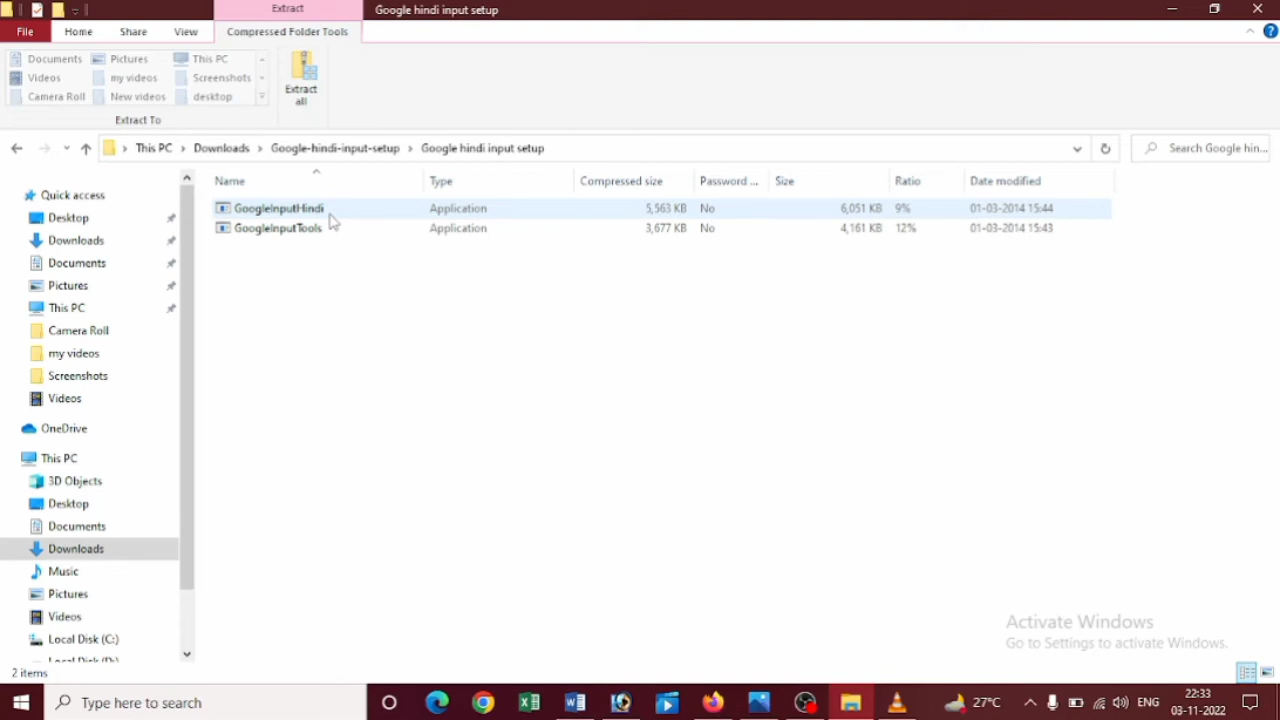 Extract
Google hindi input setup
File
Home
Share
View
Compressed Folder Tools
Documents
Pictures
This PC
Videos
my videos
Screenshots
Camera Roll
New videos
desktop
Extract To
Extract
all
This PC
Downloads
Google-hindi-input-setup
Google hindi input setup
Search Google hin...
Name
Type
Compressed size
Password ...
Size
Ratio
Date modified
GoogleInputHindi
Application
5,563 KB
No
6,051 KB
9%
01-03-2014 15:44
GoogleInputTools
Application
3,677 KB
No
4,161 KB
12%
01-03-2014 15:43
Quick access
Desktop
Downloads
Documents
Pictures
This PC
Camera Roll
my videos
Screenshots
Videos
OneDrive
This PC
3D Objects
Desktop
Documents
Downloads
Music
Pictures
Videos
Local Disk (C:)
Local Disk (D:)
Activate Windows
Go to Settings to activate Windows.
2 items
Type here to search
27°C
ENG
22:33
03-11-2022